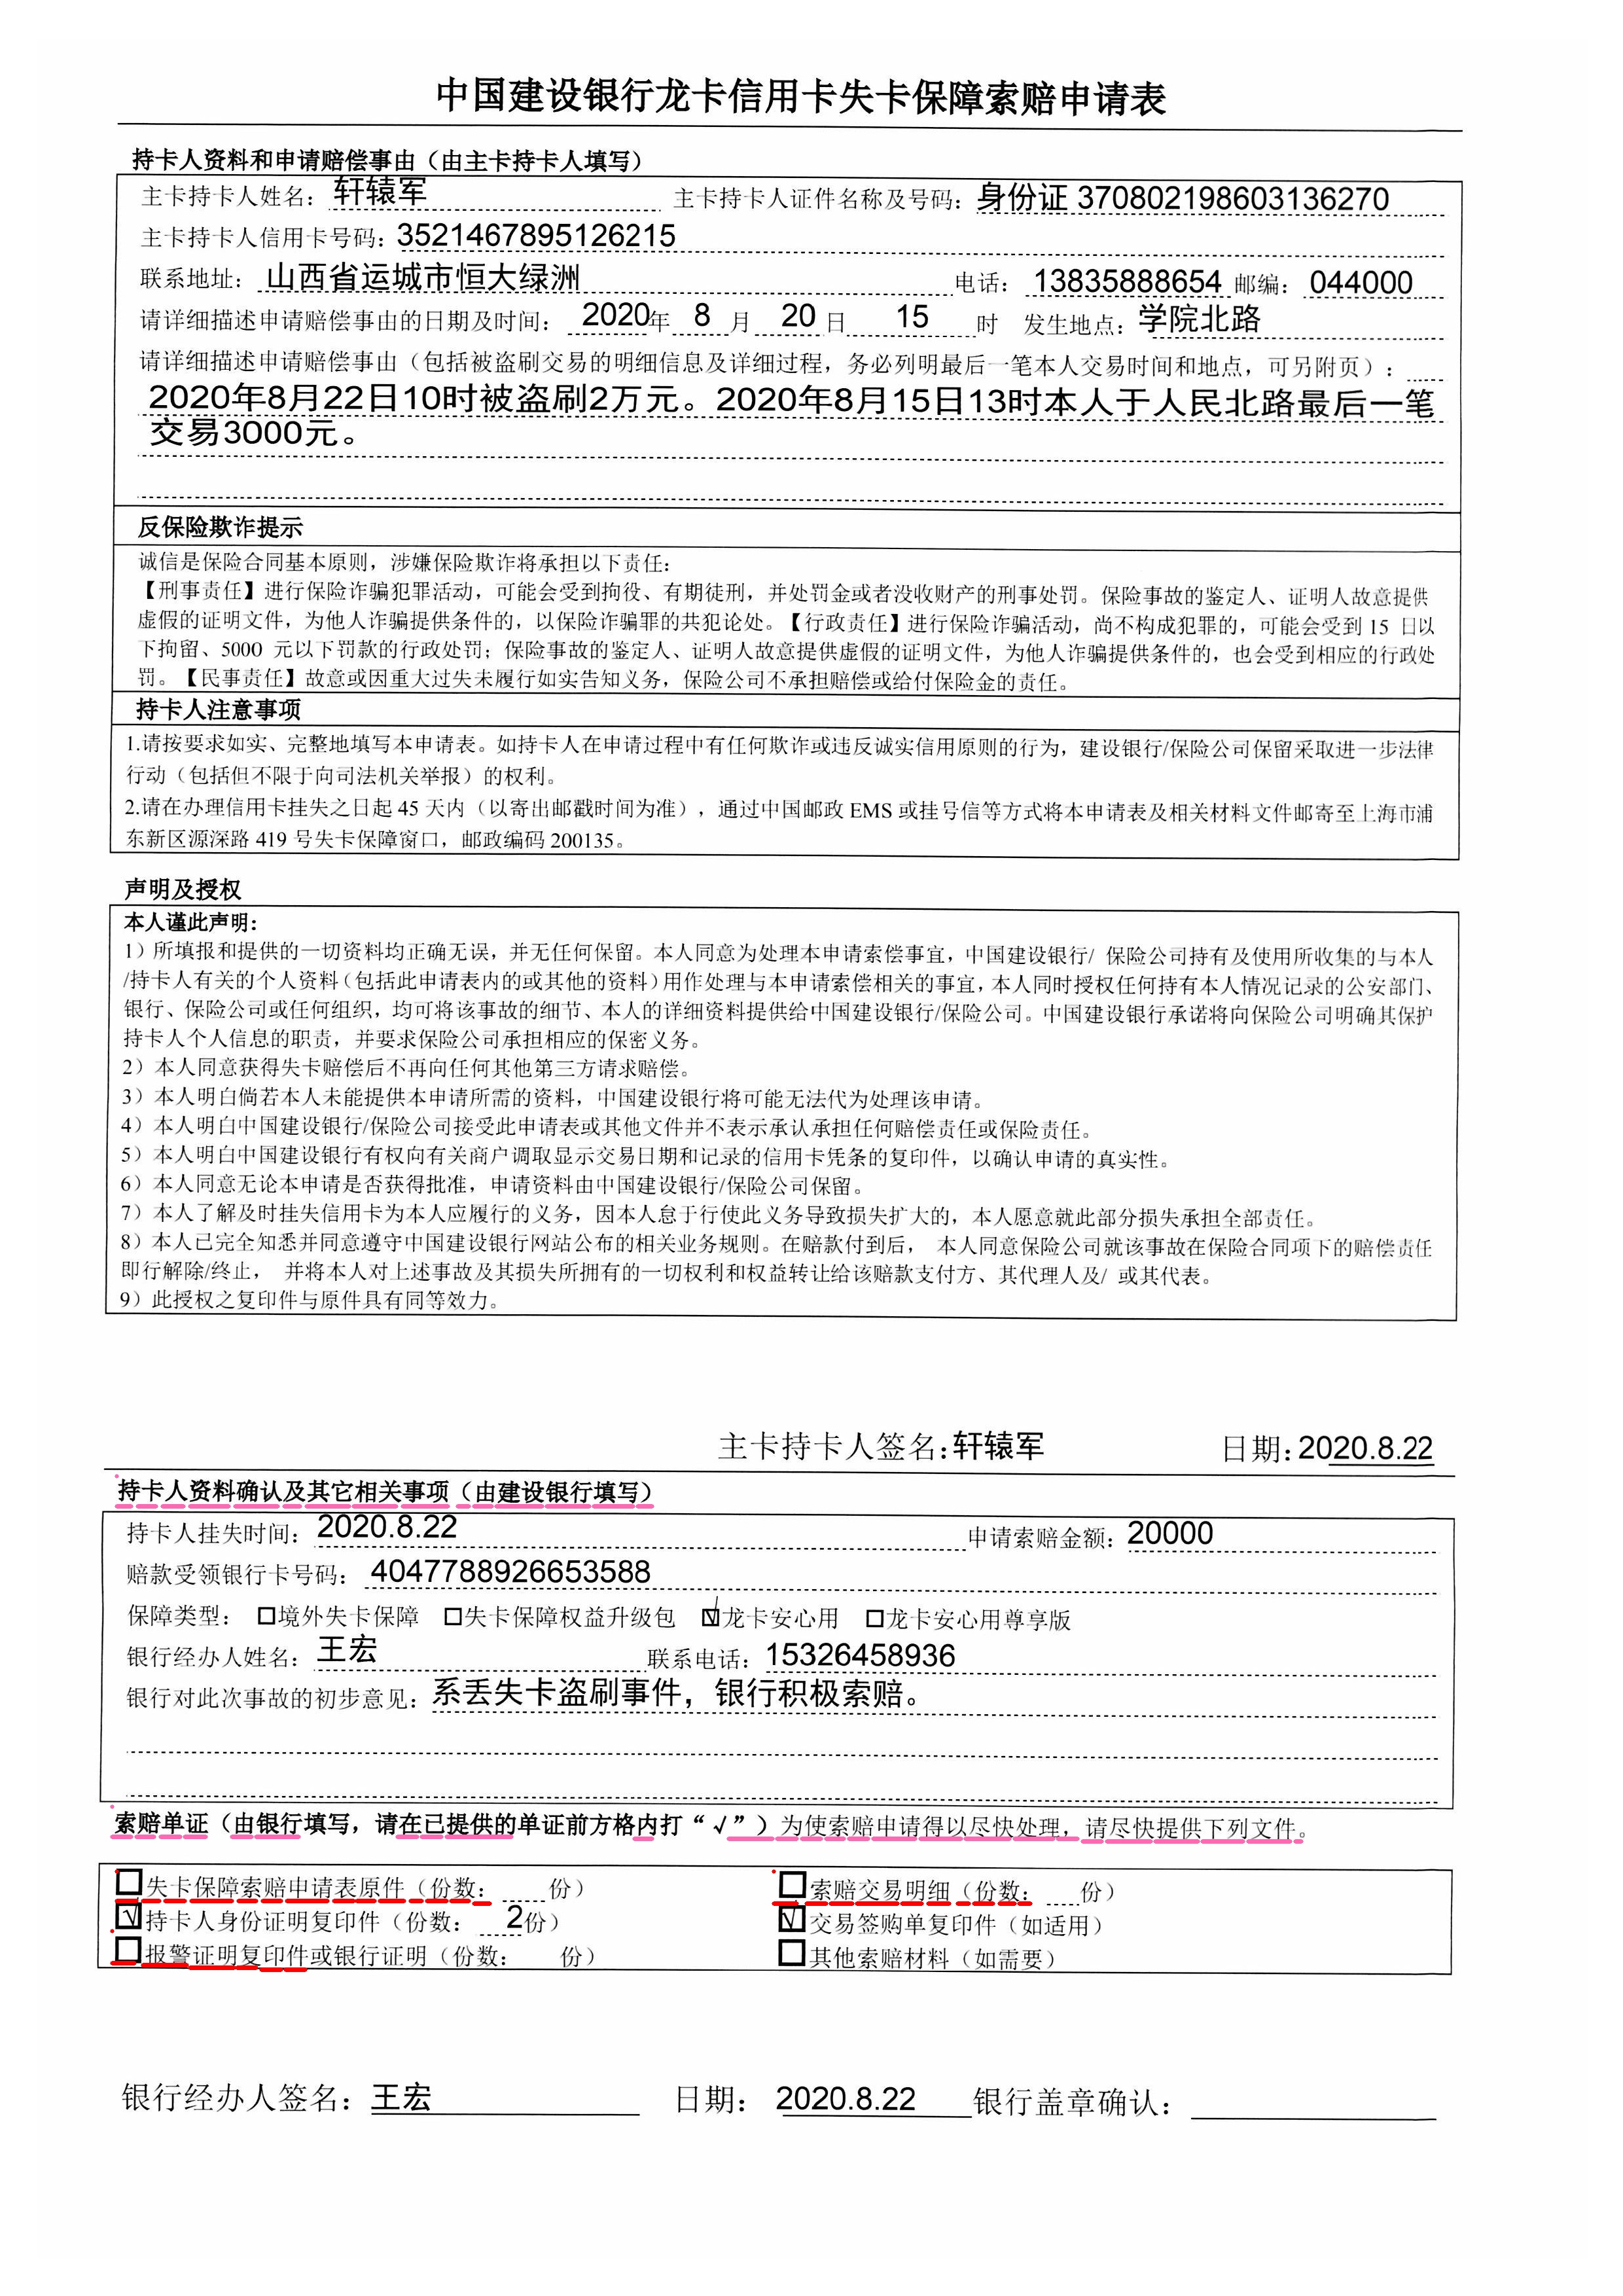 中国建设银行龙卡信用卡失卡保障索赔申请表
持卡人资料和申请赔偿事由（由主卡持卡人填写）
主卡持卡人姓名：轩辕军 主卡持卡人证件名称及号码：身份证 370802198603136270
主卡持卡人信用卡号码：3521467895126215
联系地址：山西省运城市恒大绿洲 电话：13835888654 邮编：044000
请详细描述申请赔偿事由的日期及时间：2020年 8 月 20 日 15 时 发生地点：学院北路
请详细描述申请赔偿事由（包括被盗刷交易的明细信息及详细过程，务必列明最后一笔本人交易时间和地点，可另附页）：
2020年8月22日10时被盗刷2万元。2020年8月15日13时本人于人民北路最后一笔
交易3000元。
反保险欺诈提示
诚信是保险合同基本原则，涉嫌保险欺诈将承担以下责任：
【刑事责任】进行保险诈骗犯罪活动，可能会受到拘役、有期徒刑，并处罚金或者没收财产的刑事处罚。保险事故的鉴定人、证明人故意提供
虚假的证明文件，为他人诈骗提供条件的，以保险诈骗罪的共犯论处。【行政责任】进行保险诈骗活动，尚不构成犯罪的，可能会受到 15 日以
下拘留、5000 元以下罚款的行政处罚；保险事故的鉴定人、证明人故意提供虚假的证明文件，为他人诈骗提供条件的，也会受到相应的行政处
罚。【民事责任】故意或因重大过失未履行如实告知义务，保险公司不承担赔偿或给付保险金的责任。
持卡人注意事项
1.请按要求如实、完整地填写本申请表。如持卡人在申请过程中有任何欺诈或违反诚实信用原则的行为，建设银行/保险公司保留采取进一步法律
行动（包括但不限于向司法机关举报）的权利。
2.请在办理信用卡挂失之日起 45 天内（以寄出邮戳时间为准），通过中国邮政 EMS 或挂号信等方式将本申请表及相关材料文件邮寄至上海市浦
东新区源深路 419 号失卡保障窗口，邮政编码 200135。
声明及授权
本人谨此声明：
1）所填报和提供的一切资料均正确无误，并无任何保留。本人同意为处理本申请索偿事宜，中国建设银行/ 保险公司持有及使用所收集的与本人
/持卡人有关的个人资料（包括此申请表内的或其他的资料）用作处理与本申请索偿相关的事宜，本人同时授权任何持有本人情况记录的公安部门、
银行、保险公司或任何组织，均可将该事故的细节、本人的详细资料提供给中国建设银行/保险公司。中国建设银行承诺将向保险公司明确其保护
持卡人个人信息的职责，并要求保险公司承担相应的保密义务。
2）本人同意获得失卡赔偿后不再向任何其他第三方请求赔偿。
3）本人明白倘若本人未能提供本申请所需的资料，中国建设银行将可能无法代为处理该申请。
4）本人明白中国建设银行/保险公司接受此申请表或其他文件并不表示承认承担任何赔偿责任或保险责任。
5）本人明白中国建设银行有权向有关商户调取显示交易日期和记录的信用卡凭条的复印件，以确认申请的真实性。
6）本人同意无论本申请是否获得批准，申请资料由中国建设银行/保险公司保留。
7）本人了解及时挂失信用卡为本人应履行的义务，因本人怠于行使此义务导致损失扩大的，本人愿意就此部分损失承担全部责任。
8）本人已完全知悉并同意遵守中国建设银行网站公布的相关业务规则。在赔款付到后， 本人同意保险公司就该事故在保险合同项下的赔偿责任
即行解除/终止， 并将本人对上述事故及其损失所拥有的一切权利和权益转让给该赔款支付方、其代理人及/ 或其代表。
9）此授权之复印件与原件具有同等效力。
主卡持卡人签名：轩辕军 日期：2020.8.22
持卡人资料确认及其它相关事项（由建设银行填写）
持卡人挂失时间：2020.8.22 申请索赔金额：20000
赔款受领银行卡号码：4047788926653588
保障类型：□境外失卡保障 □失卡保障权益升级包 ☑龙卡安心用 □龙卡安心用尊享版
银行经办人姓名：王宏 联系电话：15326458936
银行对此次事故的初步意见：系丢失卡盗刷事件，银行积极索赔。
索赔单证（由银行填写，请在已提供的单证前方格内打“√”）为使索赔申请得以尽快处理，请尽快提供下列文件。
□失卡保障索赔申请表原件（份数： 份） □索赔交易明细（份数： 份）
☑持卡人身份证明复印件（份数： 2份） ☑交易签购单复印件（如适用）
□报警证明复印件或银行证明（份数： 份） □其他索赔材料（如需要）
银行经办人签名：王宏 日期： 2020.8.22 银行盖章确认：